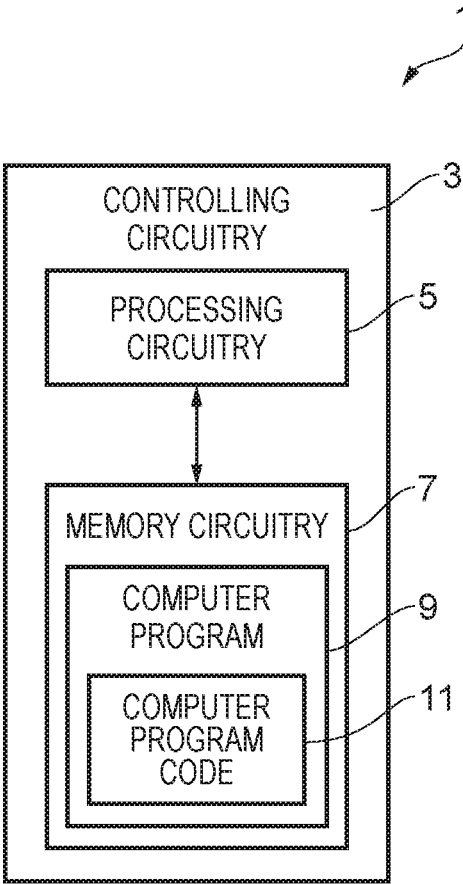 1
CONTROLLING
CIRCUITRY
3
PROCESSING
CIRCUITRY
5
MEMORY CIRCUITRY
7
COMPUTER
PROGRAM
9
COMPUTER
PROGRAM
CODE
11